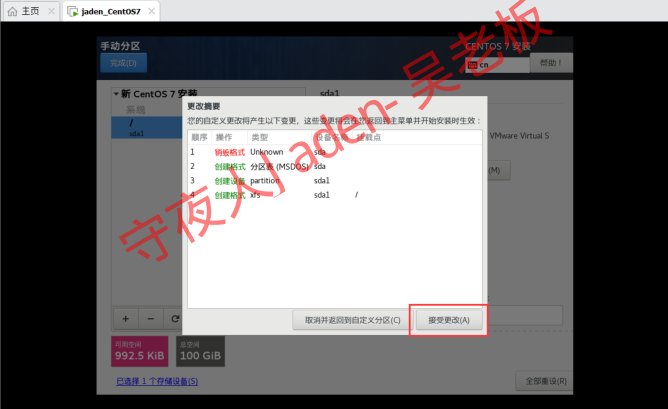 主页
jaden_CentOS7
手动分区
CENTOS 7 安装
完成(D)
cn
帮助！
新 CentOS 7 安装
sda1
系统
/
sda1
更改摘要
您的自定义更改将产生以下变更，这些变更将会在您返回到主菜单并开始安装时生效：
顺序 操作 类型 设备名称 挂载点
1 销毁格式 Unknown sda
2 创建格式 分区表 (MSDOS) sda
3 创建设备 partition sda1
4 创建格式 xfs sda1 /
VMware Virtual S
(M)
取消并返回到自定义分区(C)
接受更改(A)
可用空间
992.5 KiB
总空间
100 GiB
已选择 1 个存储设备(S)
全部重设(R)
守夜人Jaden-吴老板